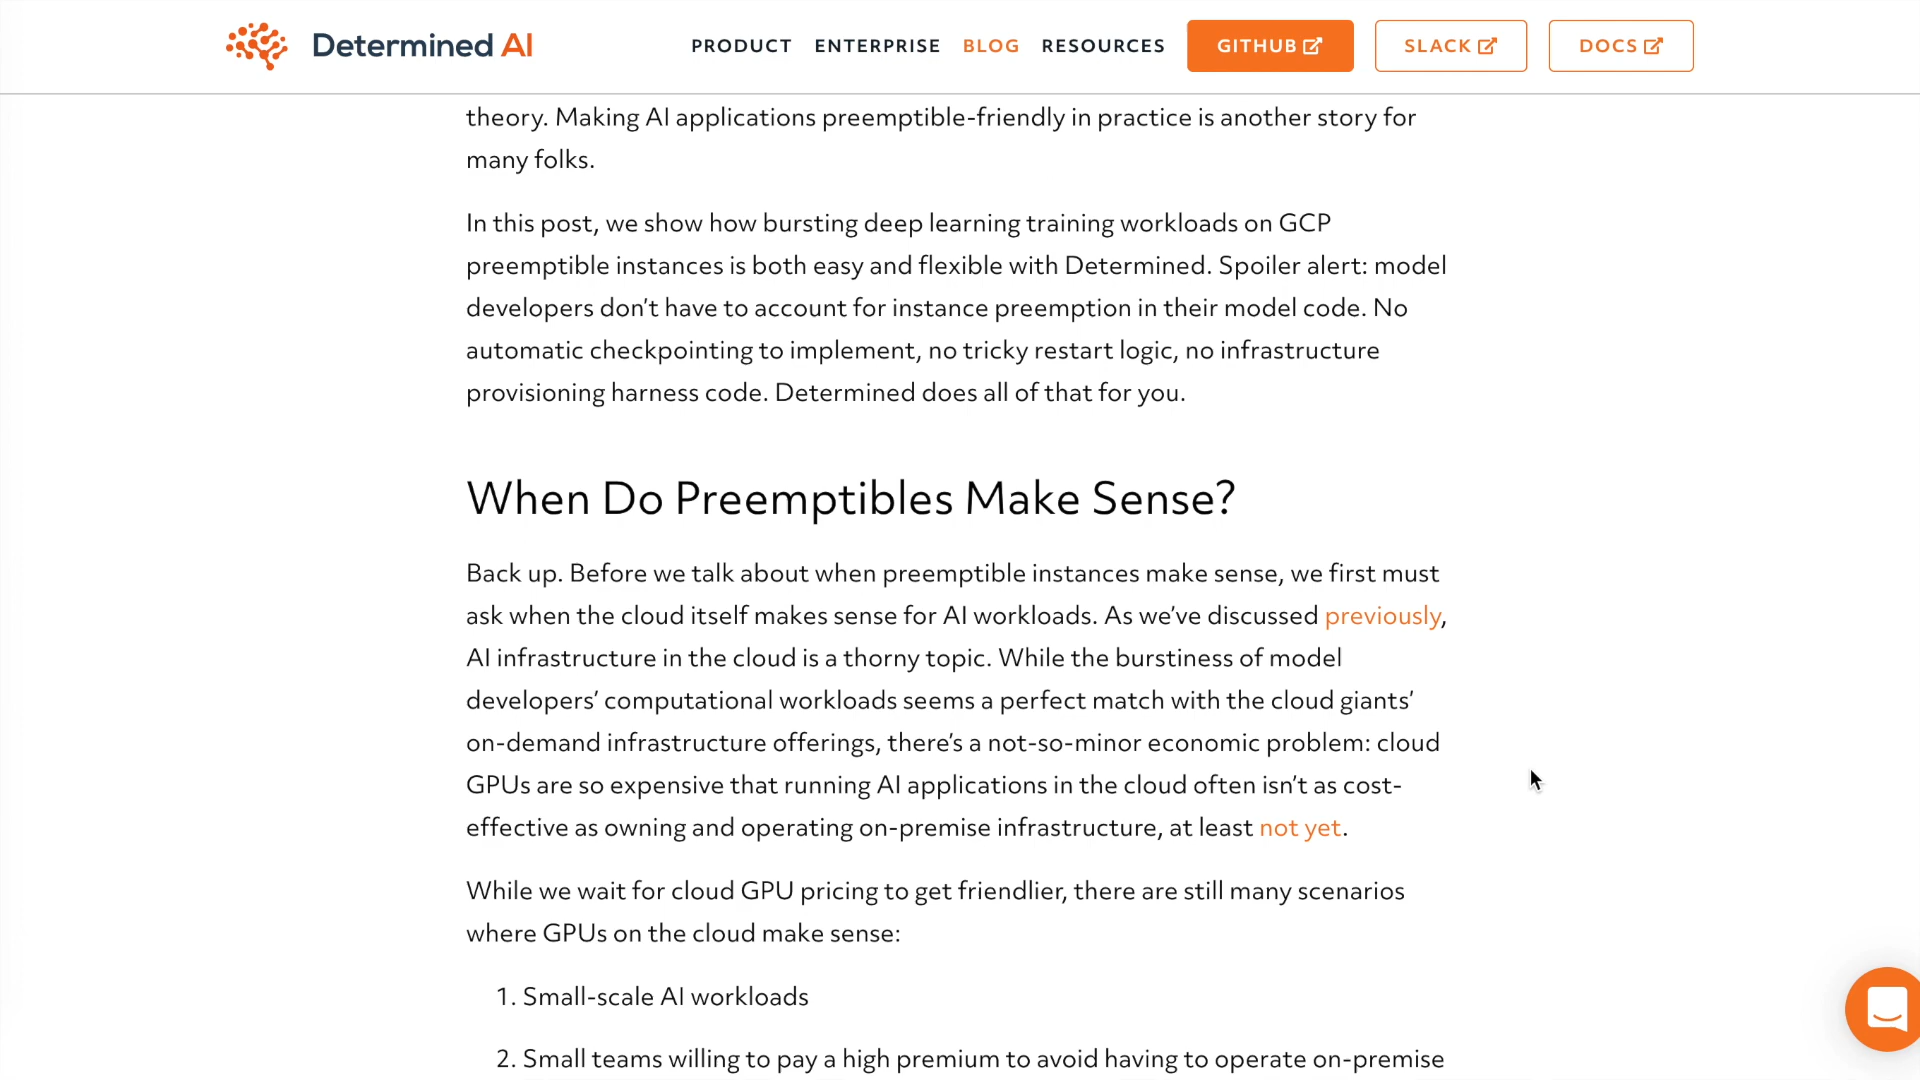 Determined AI
PRODUCT ENTERPRISE BLOG RESOURCES GITHUB SLACK DOCS
theory. Making AI applications preemptible-friendly in practice is another story for
many folks.
In this post, we show how bursting deep learning training workloads on GCP
preemptible instances is both easy and flexible with Determined. Spoiler alert: model
developers don’t have to account for instance preemption in their model code. No
automatic checkpointing to implement, no tricky restart logic, no infrastructure
provisioning harness code. Determined does all of that for you.
When Do Preemptibles Make Sense?
Back up. Before we talk about when preemptible instances make sense, we first must
ask when the cloud itself makes sense for AI workloads. As we’ve discussed previously,
AI infrastructure in the cloud is a thorny topic. While the burstiness of model
developers’ computational workloads seems a perfect match with the cloud giants’
on-demand infrastructure offerings, there’s a not-so-minor economic problem: cloud
GPUs are so expensive that running AI applications in the cloud often isn’t as cost-
effective as owning and operating on-premise infrastructure, at least not yet.
While we wait for cloud GPU pricing to get friendlier, there are still many scenarios
where GPUs on the cloud make sense:
1. Small-scale AI workloads
2. Small teams willing to pay a high premium to avoid having to operate on-premise